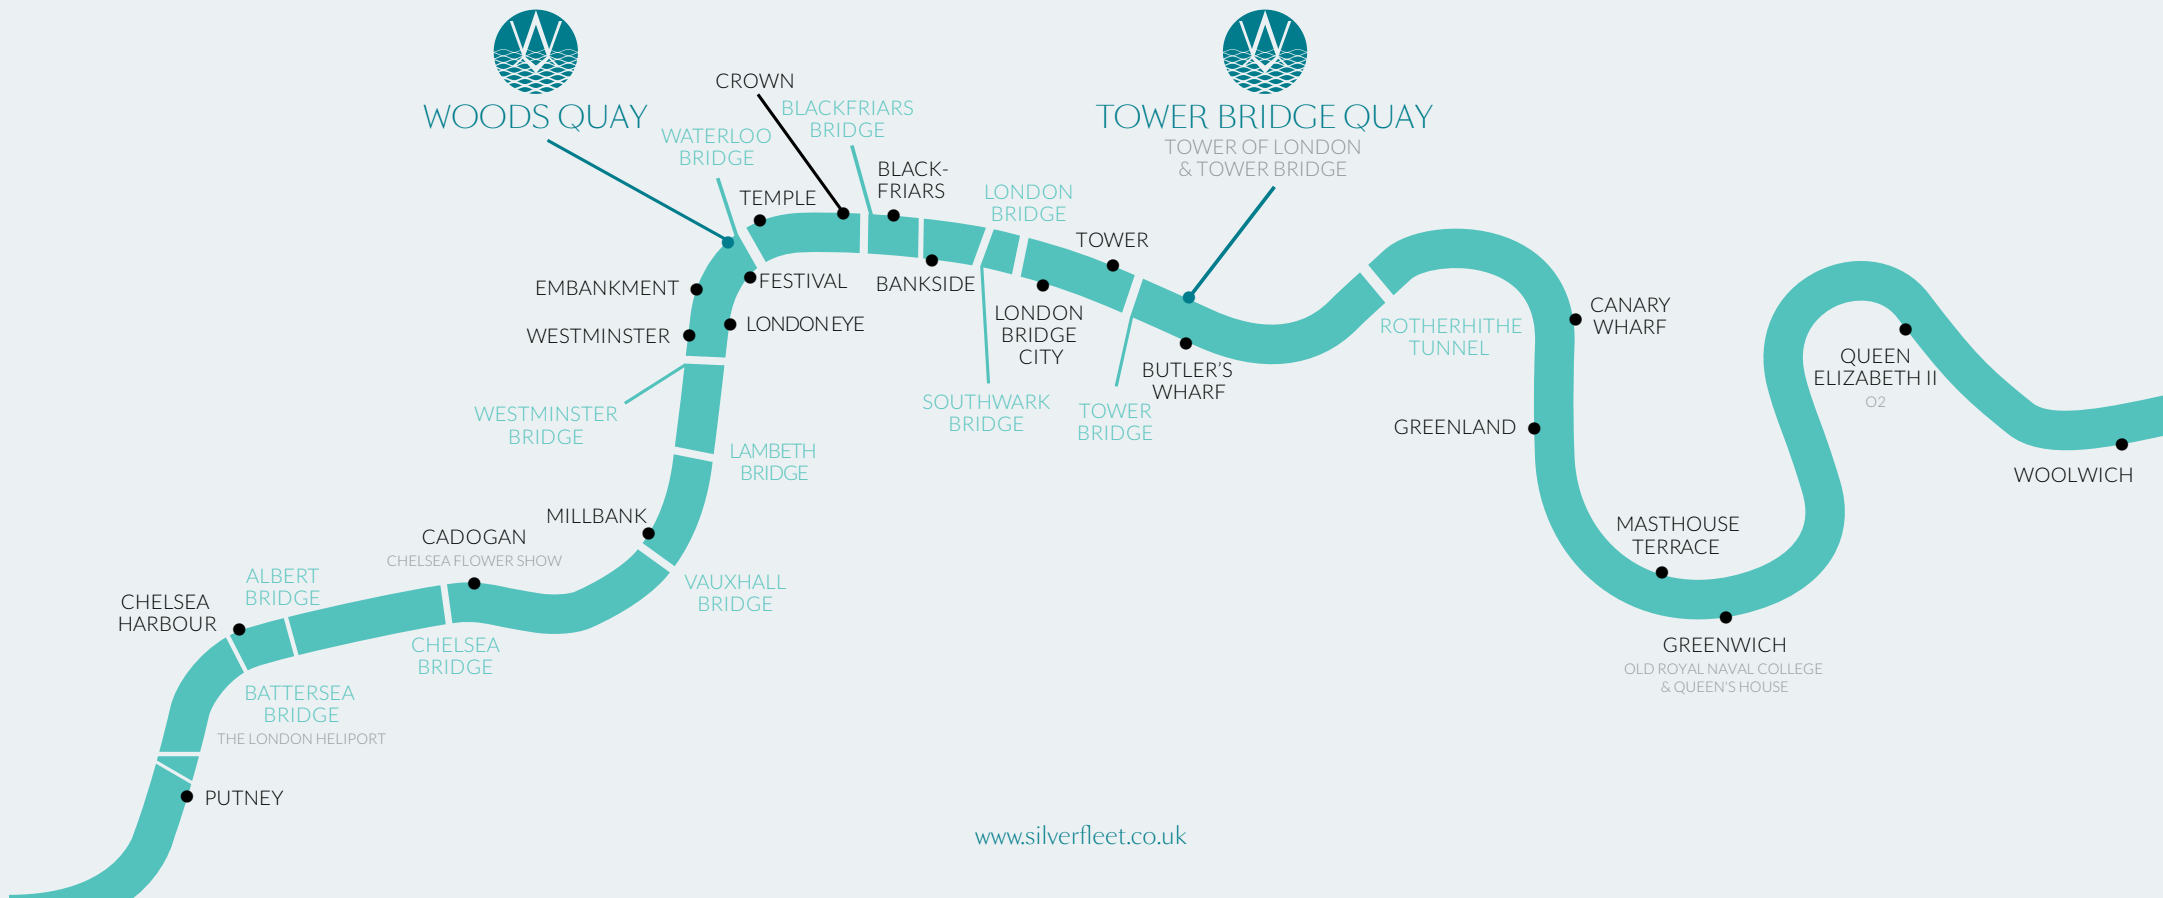 CROWN
WOODS QUAY
BLACKFRIARS
BRIDGE
TOWER BRIDGE QUAY
TOWER OF LONDON
& TOWER BRIDGE
WATERLOO
BRIDGE
BLACK-
FRIARS
TEMPLE
LONDON
BRIDGE
TOWER
EMBANKMENT
FESTIVAL
BANKSIDE
WESTMINSTER
LONDON EYE
LONDON
BRIDGE
CITY
ROTHERHITHE
TUNNEL
CANARY
WHARF
QUEEN
ELIZABETH II
O2
BUTLER'S
WHARF
WESTMINSTER
BRIDGE
SOUTHWARK
BRIDGE
TOWER
BRIDGE
GREENLAND
LAMBETH
BRIDGE
WOOLWICH
MILLBANK
CADOGAN
CHELSEA FLOWER SHOW
MASTHOUSE
TERRACE
ALBERT
BRIDGE
VAUXHALL
BRIDGE
CHELSEA
HARBOUR
CHELSEA
BRIDGE
GREENWICH
OLD ROYAL NAVAL COLLEGE
& QUEEN'S HOUSE
BATTERSEA
BRIDGE
THE LONDON HELIPORT
PUTNEY
www.silverfleet.co.uk